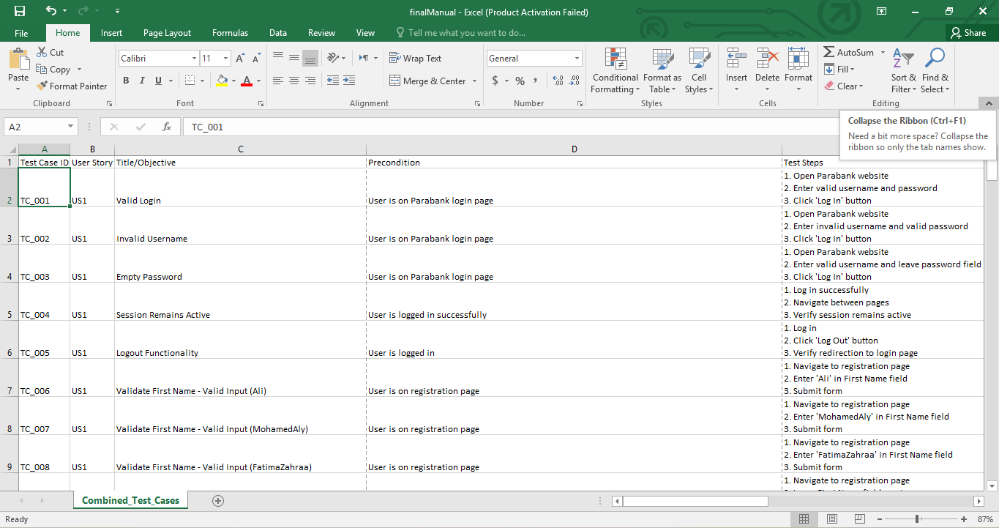 finalManual - Excel (Product Activation Failed)
File Home Insert Page Layout Formulas Data Review View Tell me what you want to do... Share
Paste Cut Copy Format Painter
Calibri 11
B I U
A
Wrap Text
Merge & Center
General
$ % ,
Conditional Formatting
Format as Table
Cell Styles
Insert Delete Format
AutoSum
Fill
Clear
Sort & Filter
Find & Select
Clipboard Font Alignment Number Styles Cells Editing
A2 fx TC_001
Collapse the Ribbon (Ctrl+F1)
Need a bit more space? Collapse the
ribbon so only the tab names show.
A B C D
1 Test Case ID User Story Title/Objective Precondition Test Steps
1. Open Parabank website
2. Enter valid username and password
2 TC_001 US1 Valid Login User is on Parabank login page 3. Click 'Log In' button
1. Open Parabank website
2. Enter invalid username and valid password
3 TC_002 US1 Invalid Username User is on Parabank login page 3. Click 'Log In' button
1. Open Parabank website
2. Enter valid username and leave password field
4 TC_003 US1 Empty Password User is on Parabank login page 3. Click 'Log In' button
1. Log in successfully
2. Navigate between pages
5 TC_004 US1 Session Remains Active User is logged in successfully 3. Verify session remains active
1. Log in
2. Click 'Log Out' button
6 TC_005 US1 Logout Functionality User is logged in 3. Verify redirection to login page
1. Navigate to registration page
2. Enter 'Ali' in First Name field
7 TC_006 US1 Validate First Name - Valid Input (Ali) User is on registration page 3. Submit form
1. Navigate to registration page
2. Enter 'MohamedAly' in First Name field
8 TC_007 US1 Validate First Name - Valid Input (MohamedAly) User is on registration page 3. Submit form
1. Navigate to registration page
2. Enter 'FatimaZahraa' in First Name field
9 TC_008 US1 Validate First Name - Valid Input (FatimaZahraa) User is on registration page 3. Submit form
1. Navigate to registration page
Combined_Test_Cases
Ready 87%